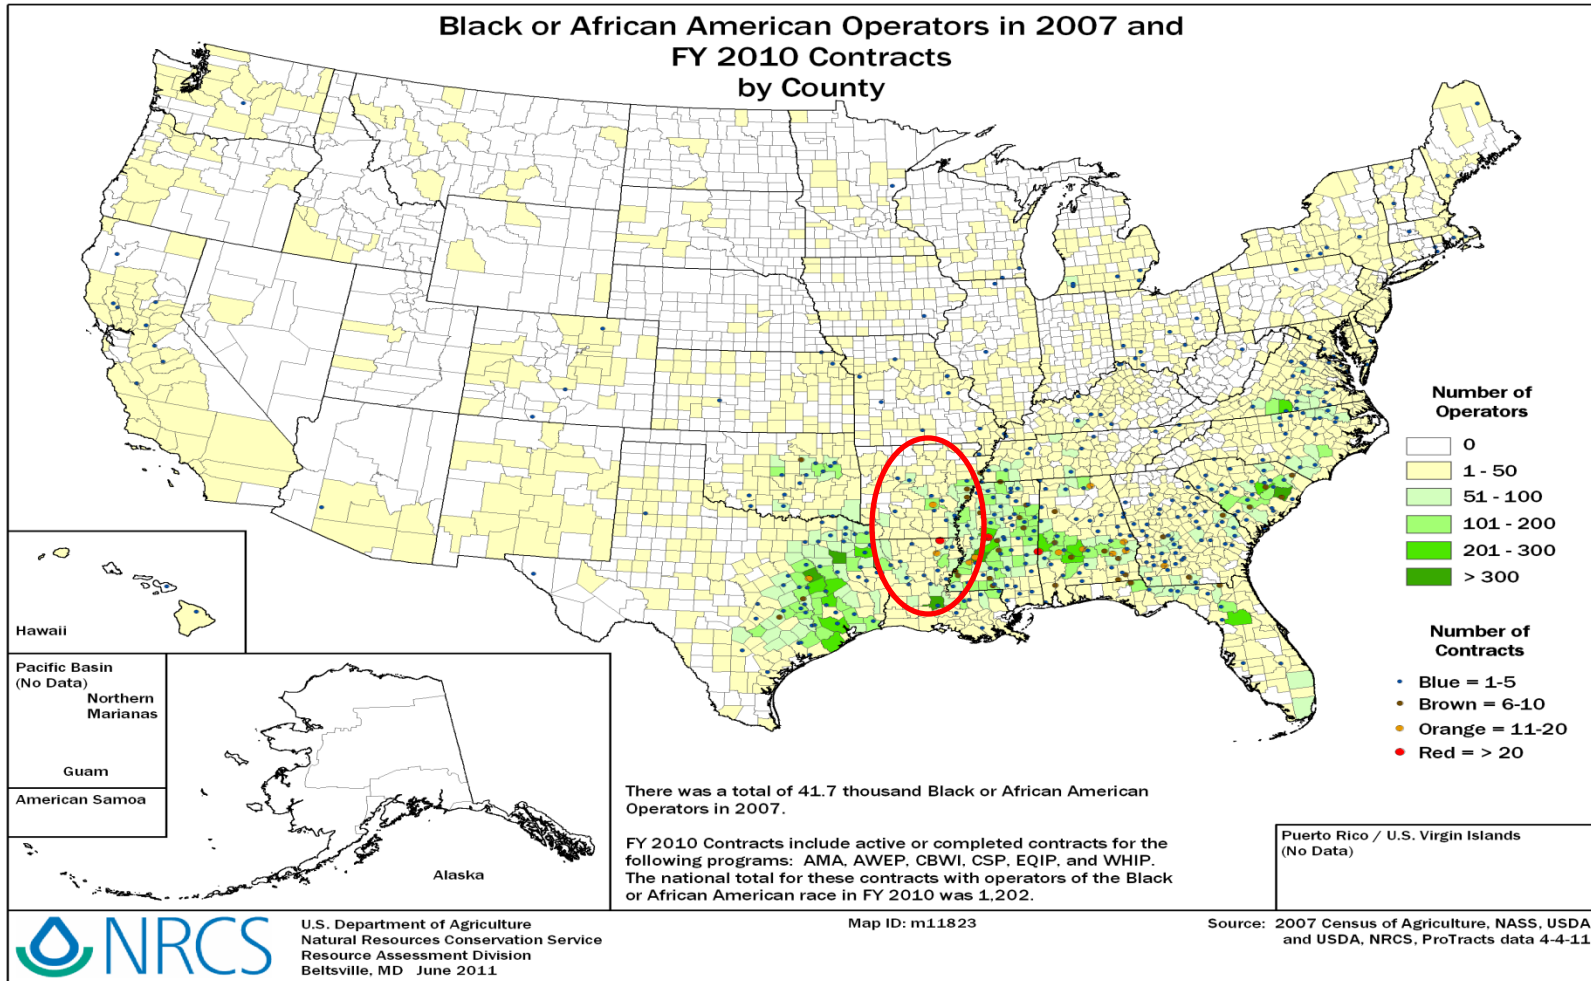 Black or African American Operators in 2007 and
FY 2010 Contracts
by County
Number of
Operators
0
1 - 50
51 - 100
101 - 200
201 - 300
> 300
Number of
Contracts
Blue = 1-5
Brown = 6-10
Orange = 11-20
Red = > 20
Hawaii
Pacific Basin
(No Data)
Northern
Marianas
Guam
American Samoa
Alaska
There was a total of 41.7 thousand Black or African American
Operators in 2007.
FY 2010 Contracts include active or completed contracts for the
following programs: AMA, AWEP, CBWI, CSP, EQIP, and WHIP.
The national total for these contracts with operators of the Black
or African American race in FY 2010 was 1,202.
Puerto Rico / U.S. Virgin Islands
(No Data)
NRCS
U.S. Department of Agriculture
Natural Resources Conservation Service
Resource Assessment Division
Beltsville, MD June 2011
Map ID: m11823
Source: 2007 Census of Agriculture, NASS, USDA
and USDA, NRCS, ProTracts data 4-4-11